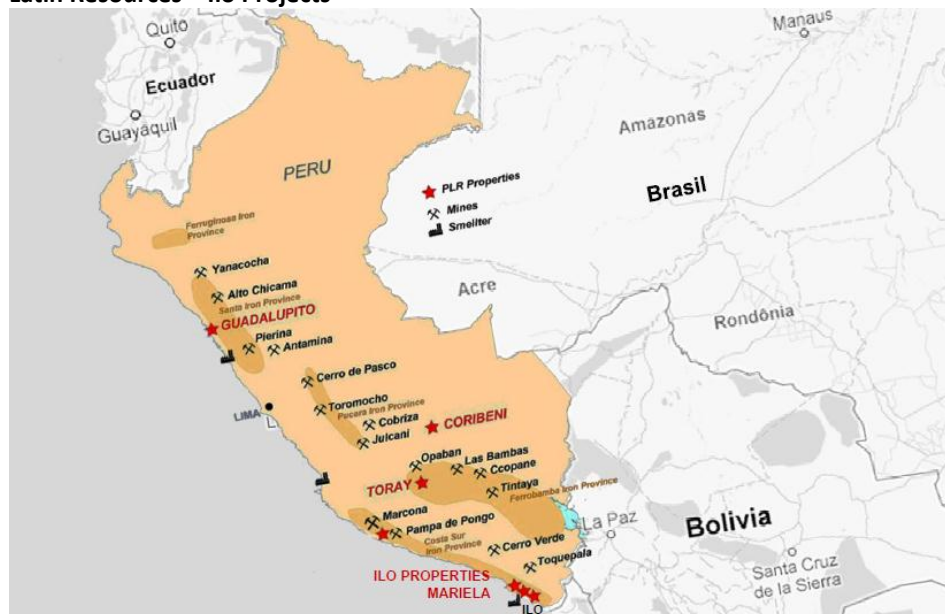 Latin Resources – Ilo Projects
Quito
Ecuador
Guayaquil
Manaus
Amazonas
PERU
Brasil
PLR Properties
Mines
Smellter
Acre
Rondônia
Ferruginosa Iron
Province
Yanacocha
Alto Chicama
Santa Iron Province
GUADALUPITO
Pierina
Antamina
Cerro de Pasco
LIMA
L
Toromocho
Pucara Iron Province
Cobriza
Julcani
CORIBENI
Opaban
Las Bambas
Ccopane
TORAY
Tintaya
Ferrobamba Iron Province
Marcona
Pampa de Pongo
Costa Sur
Iron Province
Cerro Verde
Toquepala
La Paz
Bolivia
Santa Cruz
de la Sierra
ILO PROPERTIES
MARIELA
ILO